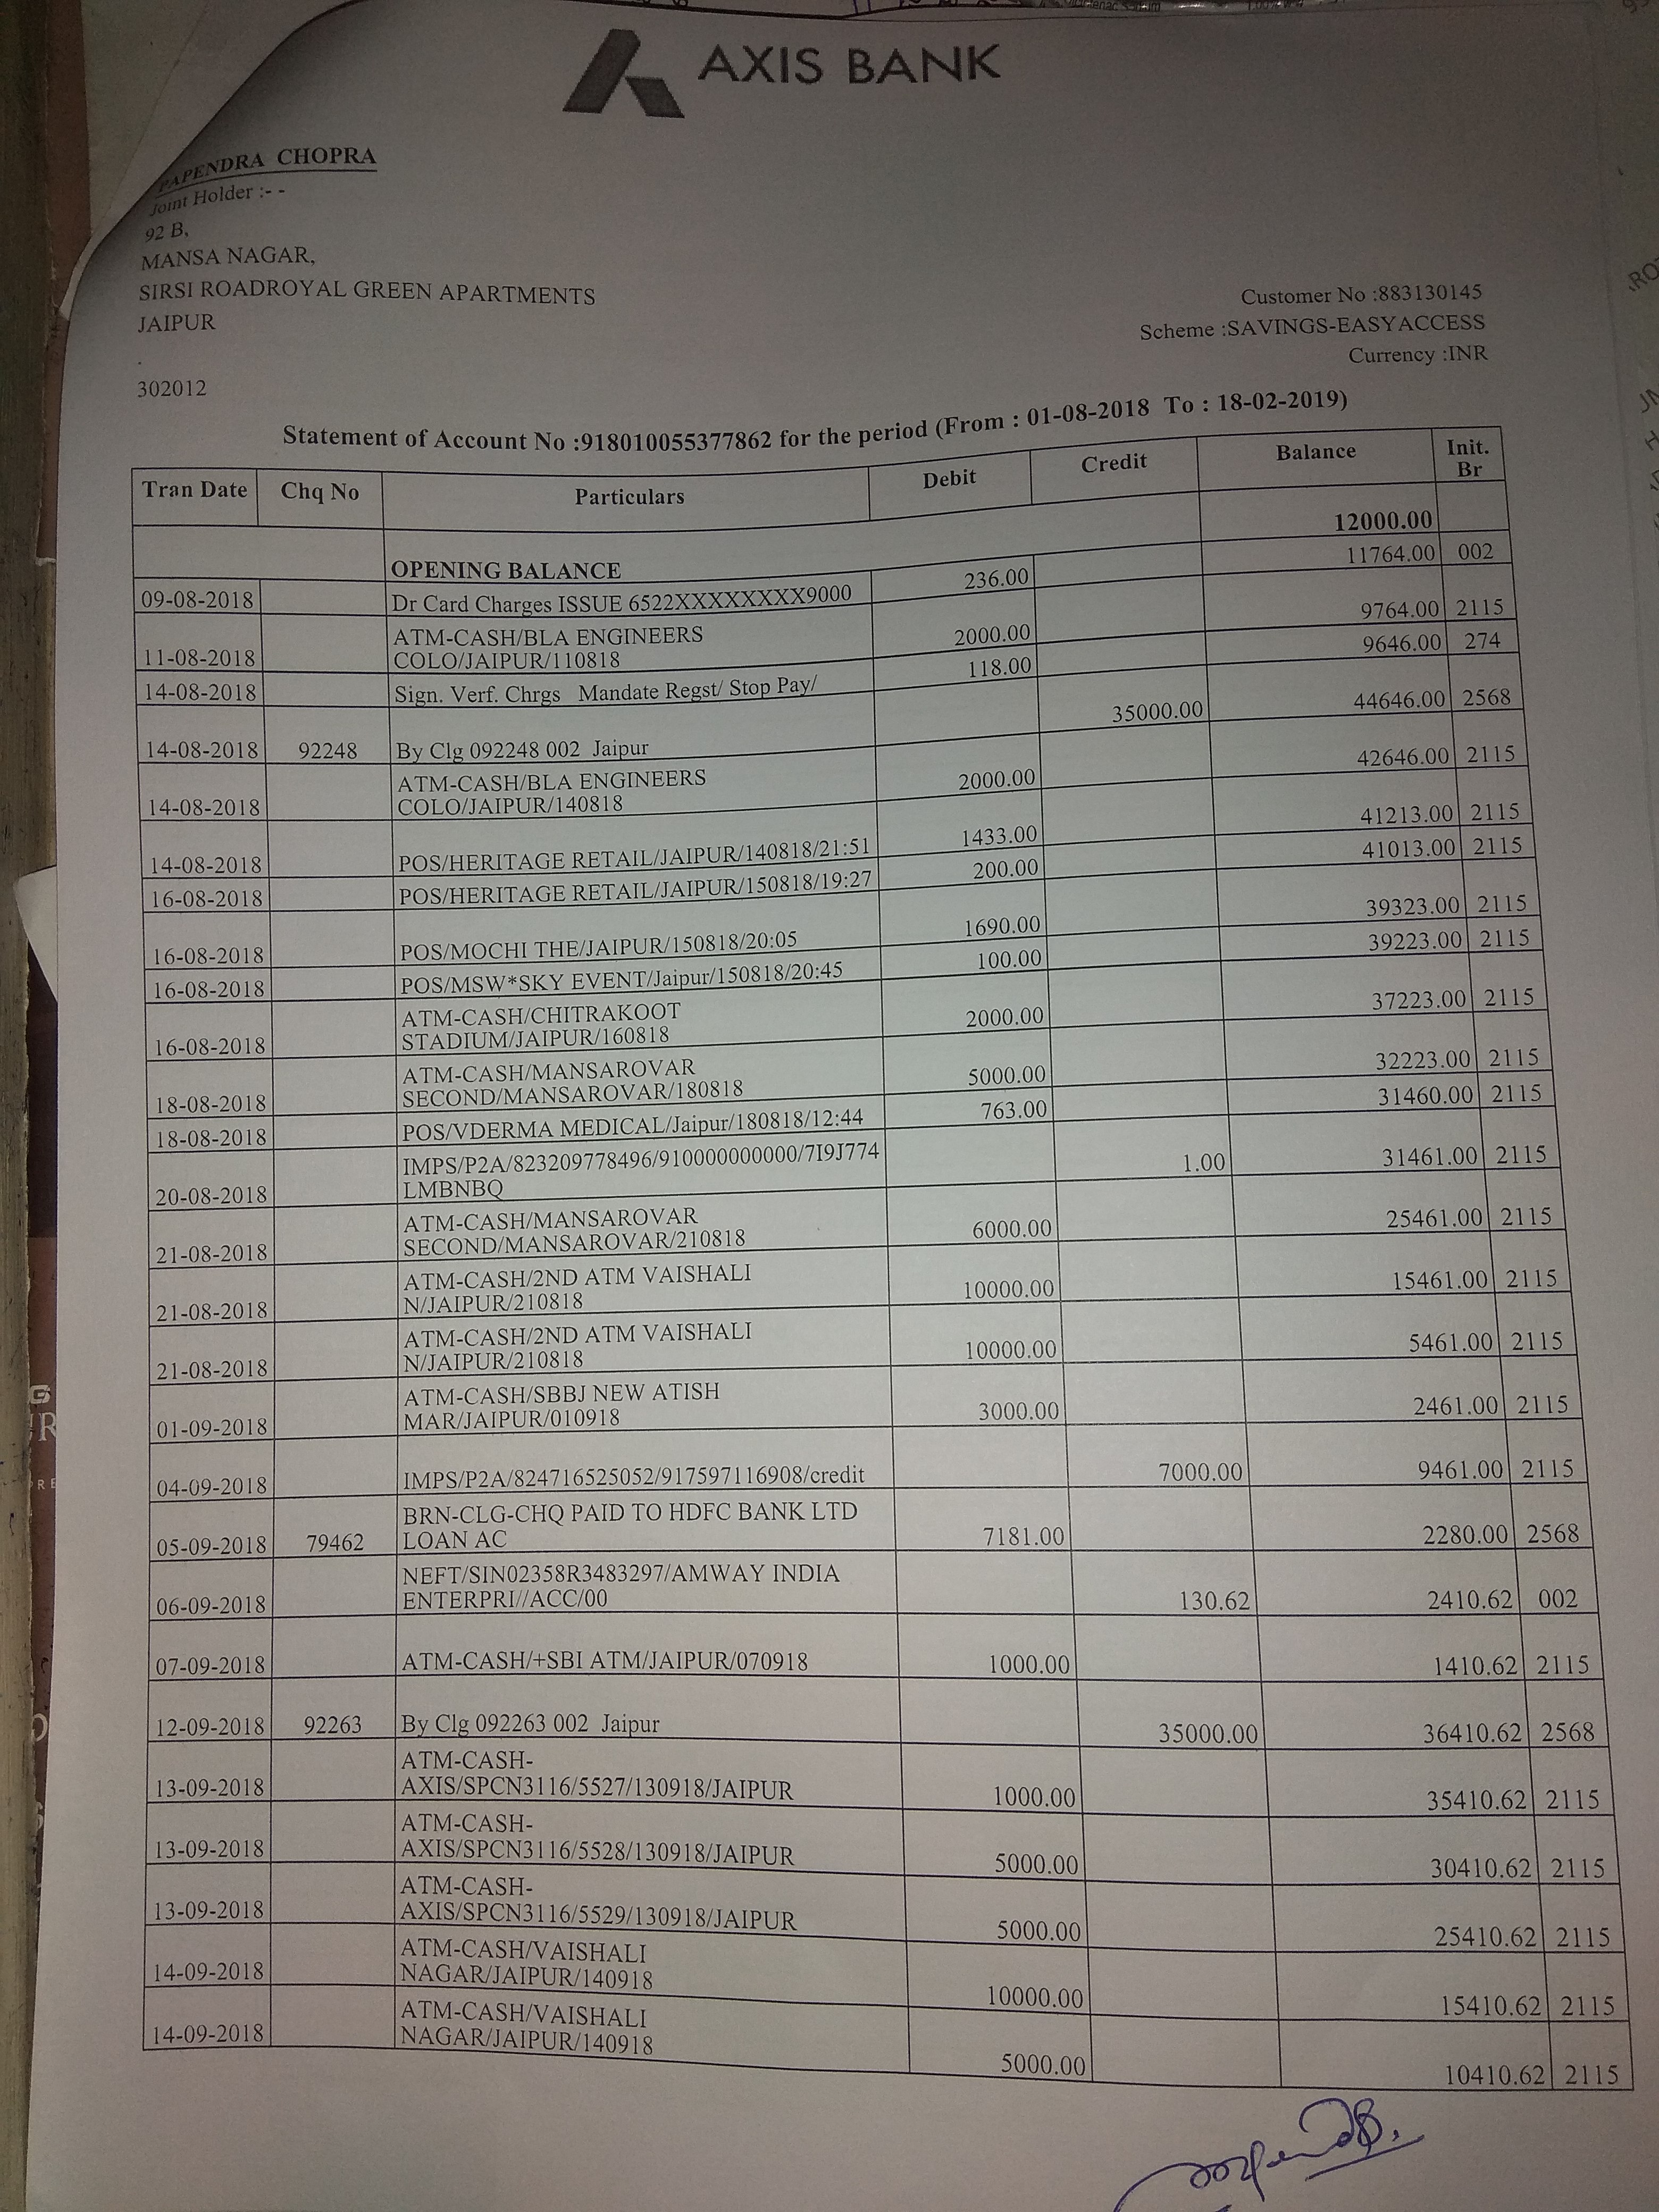 AXIS BANK
PAPENDRA CHOPRA
Joint Holder :- -
92 B,
MANSA NAGAR,
SIRSI ROADROYAL GREEN APARTMENTS
JAIPUR
.
302012
Customer No :883130145
Scheme :SAVINGS-EASYACCESS
Currency :INR
Statement of Account No :918010055377862 for the period (From : 01-08-2018 To : 18-02-2019)
Tran Date Chq No Particulars Debit Credit Balance Init. Br
OPENING BALANCE 12000.00
09-08-2018 Dr Card Charges ISSUE 6522XXXXXXXX9000 236.00 11764.00 002
11-08-2018 ATM-CASH/BLA ENGINEERS
COLO/JAIPUR/110818 2000.00 9764.00 2115
14-08-2018 Sign. Verf. Chrgs Mandate Regst/ Stop Pay/ 118.00 9646.00 274
14-08-2018 92248 By Clg 092248 002 Jaipur 35000.00 44646.00 2568
14-08-2018 ATM-CASH/BLA ENGINEERS
COLO/JAIPUR/140818 2000.00 42646.00 2115
14-08-2018 POS/HERITAGE RETAIL/JAIPUR/140818/21:51 1433.00 41213.00 2115
16-08-2018 POS/HERITAGE RETAIL/JAIPUR/150818/19:27 200.00 41013.00 2115
16-08-2018 POS/MOCHI THE/JAIPUR/150818/20:05 1690.00 39323.00 2115
16-08-2018 POS/MSW*SKY EVENT/Jaipur/150818/20:45 100.00 39223.00 2115
16-08-2018 ATM-CASH/CHITRAKOOT
STADIUM/JAIPUR/160818 2000.00 37223.00 2115
18-08-2018 ATM-CASH/MANSAROVAR
SECOND/MANSAROVAR/180818 5000.00 32223.00 2115
18-08-2018 POS/VDERMA MEDICAL/Jaipur/180818/12:44 763.00 31460.00 2115
20-08-2018 IMPS/P2A/823209778496/910000000000/7I9J774
LMBNBQ 1.00 31461.00 2115
21-08-2018 ATM-CASH/MANSAROVAR
SECOND/MANSAROVAR/210818 6000.00 25461.00 2115
21-08-2018 ATM-CASH/2ND ATM VAISHALI
N/JAIPUR/210818 10000.00 15461.00 2115
21-08-2018 ATM-CASH/2ND ATM VAISHALI
N/JAIPUR/210818 10000.00 5461.00 2115
01-09-2018 ATM-CASH/SBBJ NEW ATISH
MAR/JAIPUR/010918 3000.00 2461.00 2115
04-09-2018 IMPS/P2A/824716525052/917597116908/credit 7000.00 9461.00 2115
05-09-2018 79462 BRN-CLG-CHQ PAID TO HDFC BANK LTD
LOAN AC 7181.00 2280.00 2568
06-09-2018 NEFT/SIN02358R3483297/AMWAY INDIA
ENTERPRI//ACC/00 130.62 2410.62 002
07-09-2018 ATM-CASH/+SBI ATM/JAIPUR/070918 1000.00 1410.62 2115
12-09-2018 92263 By Clg 092263 002 Jaipur 35000.00 36410.62 2568
13-09-2018 ATM-CASH-
AXIS/SPCN3116/5527/130918/JAIPUR 1000.00 35410.62 2115
13-09-2018 ATM-CASH-
AXIS/SPCN3116/5528/130918/JAIPUR 5000.00 30410.62 2115
13-09-2018 ATM-CASH-
AXIS/SPCN3116/5529/130918/JAIPUR 5000.00 25410.62 2115
14-09-2018 ATM-CASH/VAISHALI
NAGAR/JAIPUR/140918 10000.00 15410.62 2115
14-09-2018 ATM-CASH/VAISHALI
NAGAR/JAIPUR/140918 5000.00 10410.62 2115